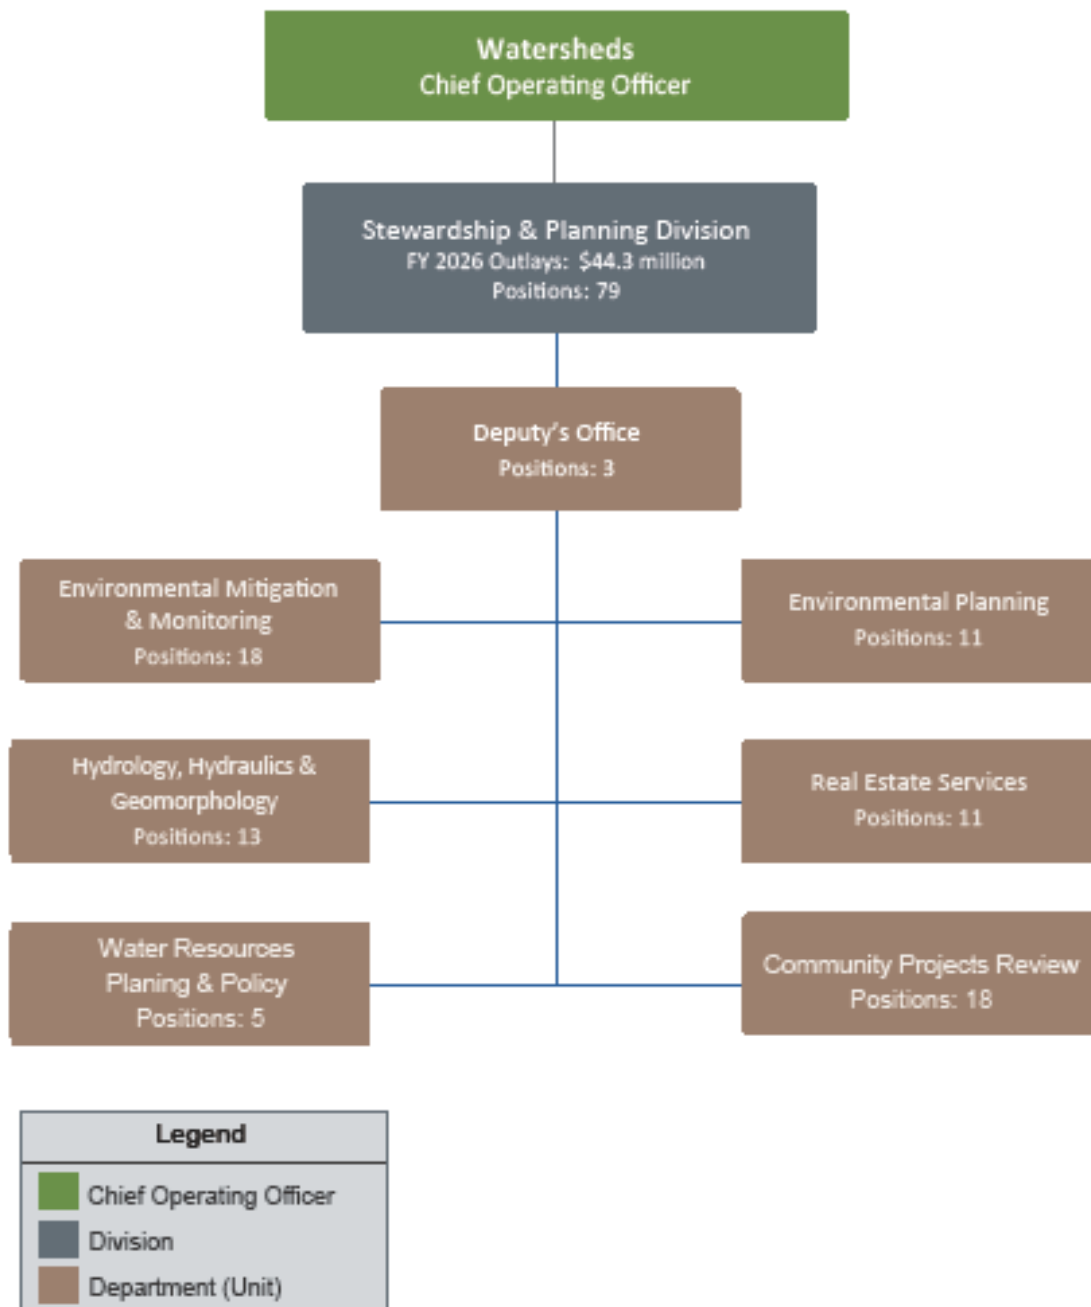 Watersheds
Chief Operating Officer
Stewardship & Planning Division
FY 2026 Outlays: $44.3 million
Positions: 79
Deputy's Office
Positions: 3
Environmental Mitigation
& Monitoring
Positions: 18
Environmental Planning
Positions: 11
Hydrology, Hydraulics &
Geomorphology
Positions: 13
Real Estate Services
Positions: 11
Water Resources
Planing & Policy
Positions: 5
Community Projects Review
Positions: 18
Legend
Chief Operating Officer
Division
Department (Unit)